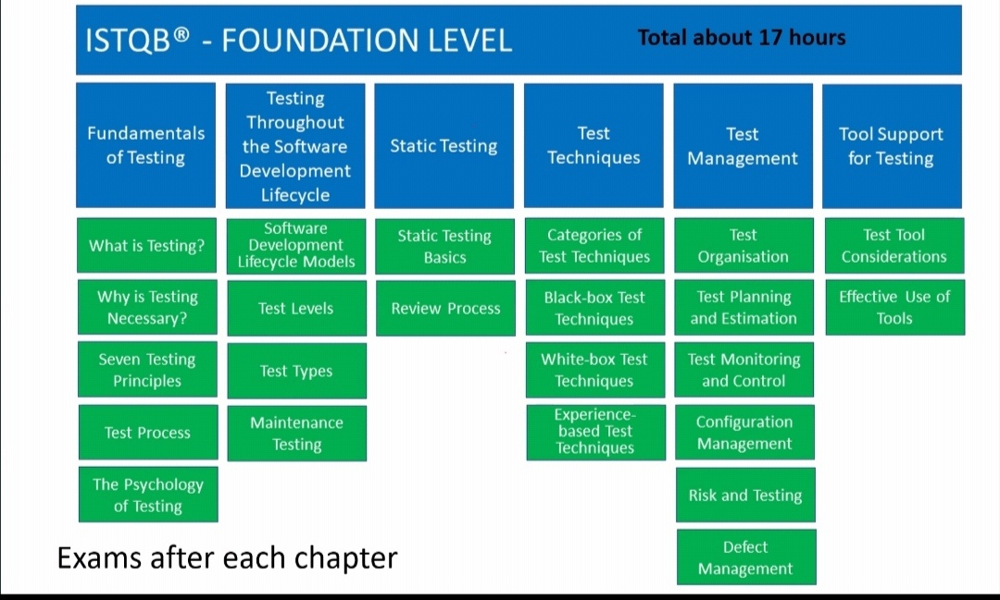 ISTQB® - FOUNDATION LEVEL
Total about 17 hours
Fundamentals
of Testing
Testing
Throughout
the Software
Development
Lifecycle
Static Testing
Test
Techniques
Test
Management
Tool Support
for Testing
What is Testing?
Why is Testing
Necessary?
Seven Testing
Principles
Test Process
The Psychology
of Testing
Software
Development
Lifecycle Models
Test Levels
Test Types
Maintenance
Testing
Static Testing
Basics
Review Process
Categories of
Test Techniques
Black-box Test
Techniques
White-box Test
Techniques
Experience-
based Test
Techniques
Test
Organisation
Test Planning
and Estimation
Test Monitoring
and Control
Configuration
Management
Risk and Testing
Defect
Management
Test Tool
Considerations
Effective Use of
Tools
Exams after each chapter